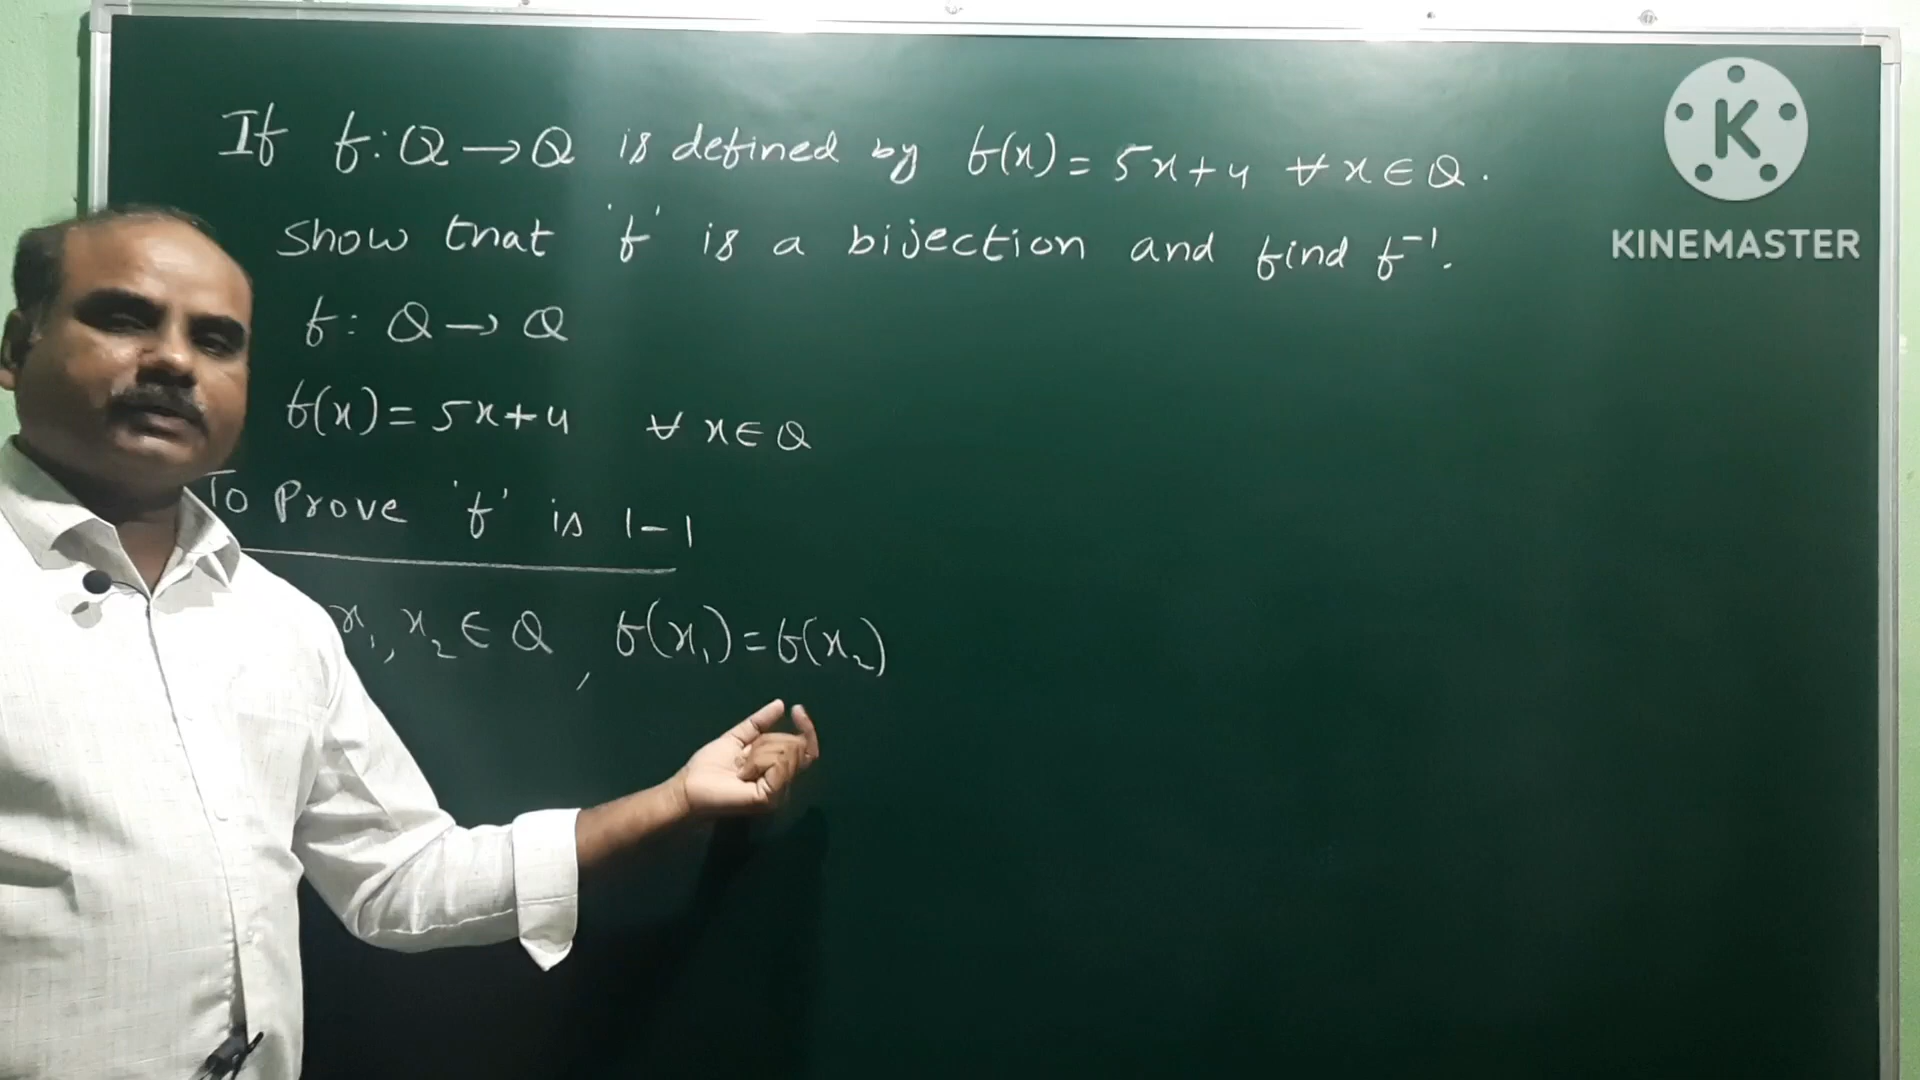 If f: Q → Q is defined by f(x) = 5x+4 ∀ x ∈ Q.
Show that 'f' is a bijection and find f⁻¹.
f: Q → Q
f(x) = 5x+4 ∀ x ∈ Q
To Prove 'f' is 1-1
x₁, x₂ ∈ Q, f(x₁) = f(x₂)
K
KINEMASTER